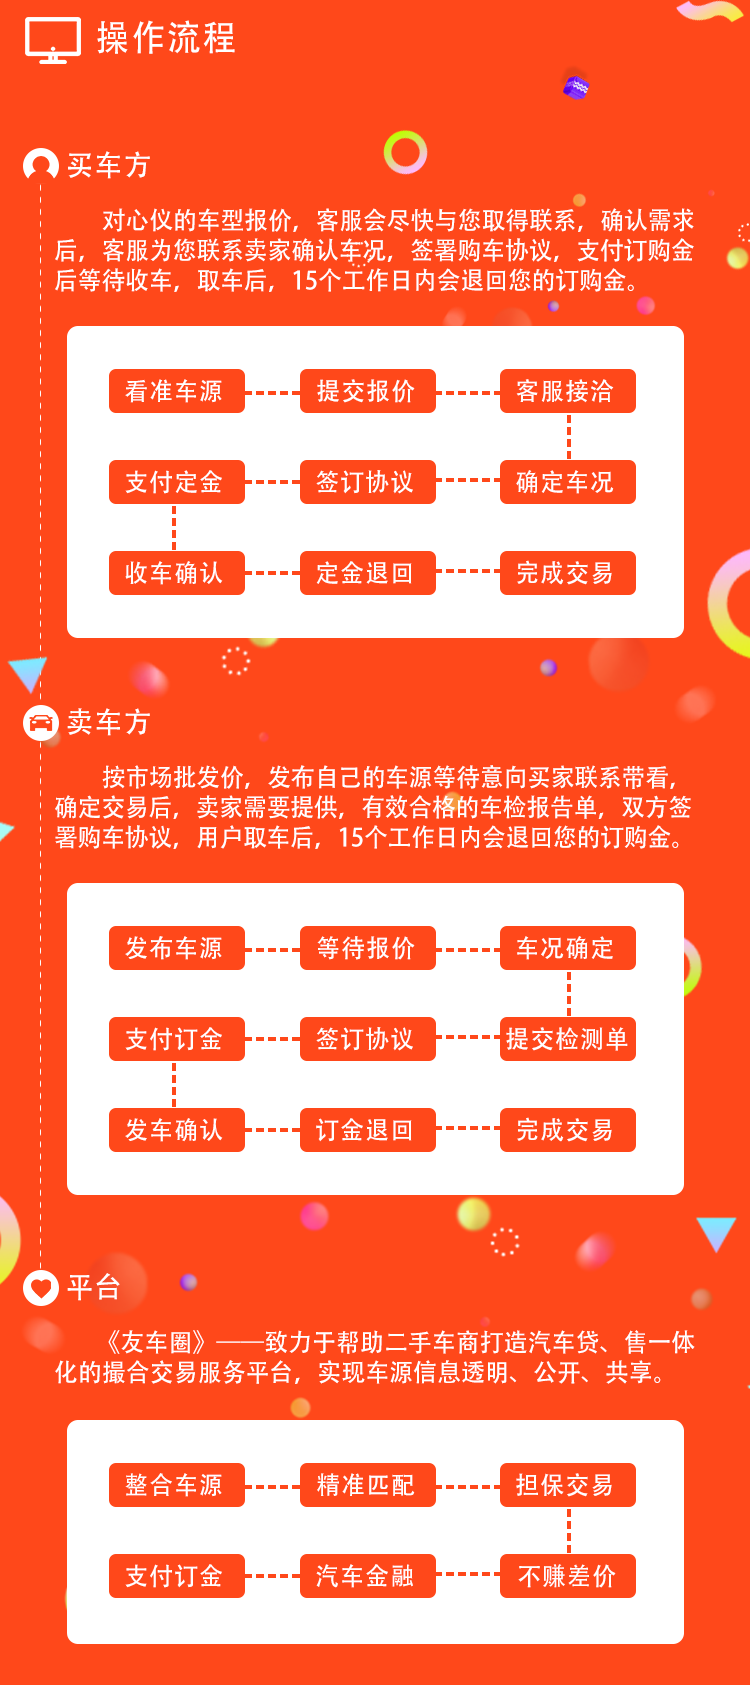 操作流程
买车方
对心仪的车型报价，客服会尽快与您取得联系，确认需求
后，客服为您联系卖家确认车况，签署购车协议，支付订购金
后等待收车，取车后，15个工作日内会退回您的订购金。
看准车源 提交报价 客服接洽
支付定金 签订协议 确定车况
收车确认 定金退回 完成交易
卖车方
按市场批发价，发布自己的车源等待意向买家联系带看，
确定交易后，卖家需要提供，有效合格的车检报告单，双方签
署购车协议，用户取车后，15个工作日内会退回您的订购金。
发布车源 等待报价 车况确定
支付订金 签订协议 提交检测单
发车确认 订金退回 完成交易
平台
《友车圈》——致力于帮助二手车商打造汽车贷、售一体
化的撮合交易服务平台，实现车源信息透明、公开、共享。
整合车源 精准匹配 担保交易
支付订金 汽车金融 不赚差价